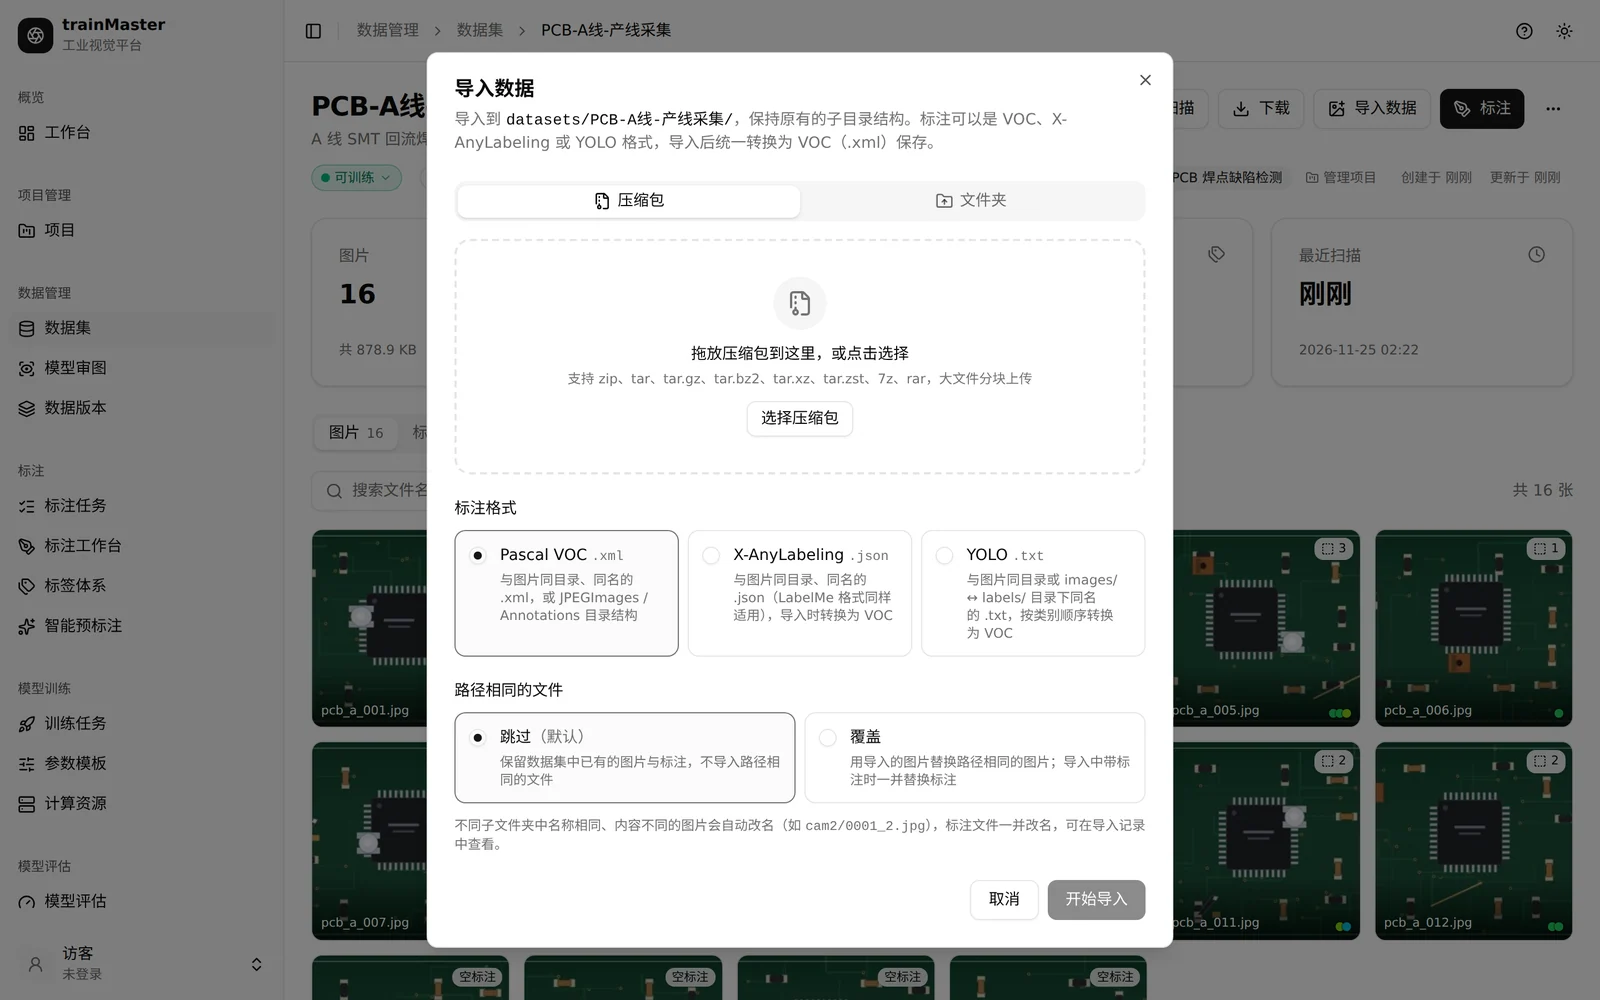 trainMaster
工业视觉平台
概览
工作台
项目管理
项目
数据管理
数据集
模型审图
数据版本
标注
标注任务
标注工作台
标签体系
智能预标注
模型训练
训练任务
参数模板
计算资源
模型评估
模型评估
访客
未登录
数据管理 > 数据集 > PCB-A线-产线采集
PCB-A线
A 线 SMT 回流焊
可训练
扫描
下载
导入数据
标注
PCB 焊点缺陷检测
管理项目
创建于 刚刚
更新于 刚刚
图片
16
共 878.9 KB
最近扫描
刚刚
2026-11-25 02:22
图片 16
标
搜索文件名
共 16 张
导入数据
导入到 datasets/PCB-A线-产线采集/，保持原有的子目录结构。标注可以是 VOC、X-
AnyLabeling 或 YOLO 格式，导入后统一转换为 VOC（.xml）保存。
压缩包
文件夹
拖放压缩包到这里，或点击选择
支持 zip、tar、tar.gz、tar.bz2、tar.xz、tar.zst、7z、rar，大文件分块上传
选择压缩包
标注格式
Pascal VOC .xml
与图片同目录、同名的
.xml，或 JPEGImages /
Annotations 目录结构
X-AnyLabeling .json
与图片同目录、同名的
.json（LabelMe 格式同样
适用），导入时转换为 VOC
YOLO .txt
与图片同目录或 images/
↔ labels/ 目录下同名
的 .txt，按类别顺序转换
为 VOC
路径相同的文件
跳过（默认）
保留数据集中已有的图片与标注，不导入路径相
同的文件
覆盖
用导入的图片替换路径相同的图片；导入中带标
注时一并替换标注
不同子文件夹中名称相同、内容不同的图片会自动改名（如 cam2/0001_2.jpg），标注文件一并改名，可在导入记录
中查看。
取消
开始导入
pcb_a_001.jpg
3
pcb_a_005.jpg
1
pcb_a_006.jpg
pcb_a_007.jpg
2
pcb_a_011.jpg
2
pcb_a_012.jpg
空标注
空标注
空标注
空标注